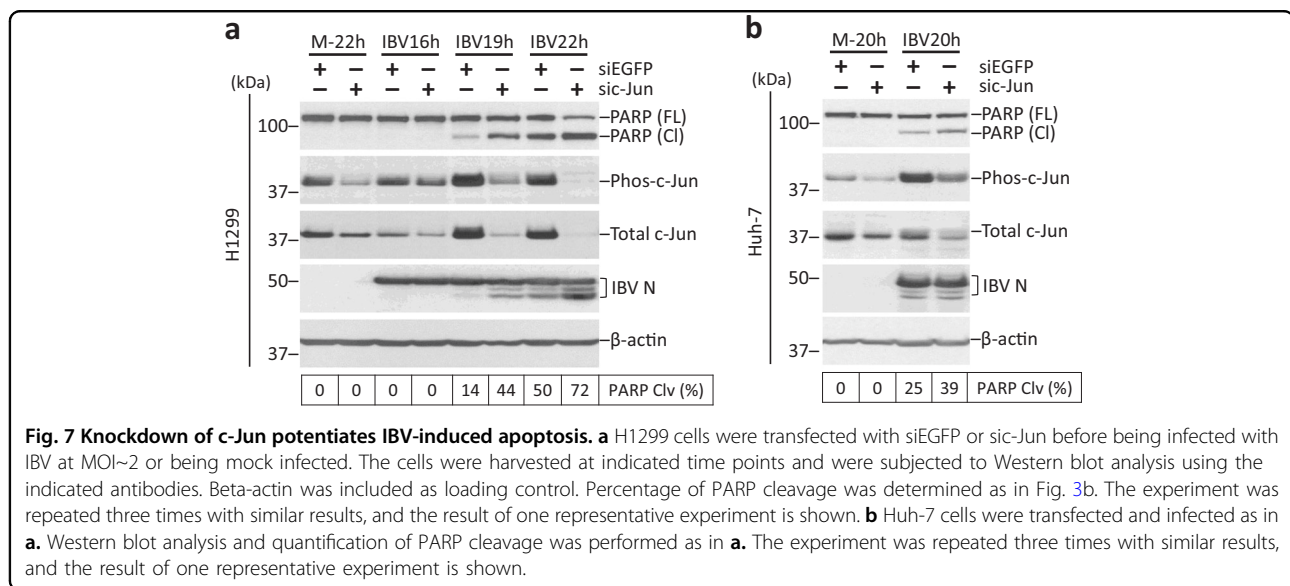 a
M-22h IBV16h IBV19h IBV22h
+ – + – + – + – siEGFP
(kDa) – + – + – + – + sic-Jun
PARP (FL)
100
PARP (Cl)
Phos-c-Jun
37
Total c-Jun
37
50
IBV N
β-actin
37
H1299
0 0 0 0 14 44 50 72 PARP Clv (%)
b
M-20h IBV20h
+ – + – siEGFP
(kDa) – + – + sic-Jun
PARP (FL)
100
PARP (Cl)
Phos-c-Jun
37
Total c-Jun
37
50
IBV N
β-actin
37
Huh-7
0 0 25 39 PARP Clv (%)
Fig. 7 Knockdown of c-Jun potentiates IBV-induced apoptosis. a H1299 cells were transfected with siEGFP or sic-Jun before being infected with
IBV at MOI~2 or being mock infected. The cells were harvested at indicated time points and were subjected to Western blot analysis using the
indicated antibodies. Beta-actin was included as loading control. Percentage of PARP cleavage was determined as in Fig. 3b. The experiment was
repeated three times with similar results, and the result of one representative experiment is shown. b Huh-7 cells were transfected and infected as in
a. Western blot analysis and quantification of PARP cleavage was performed as in a. The experiment was repeated three times with similar results,
and the result of one representative experiment is shown.